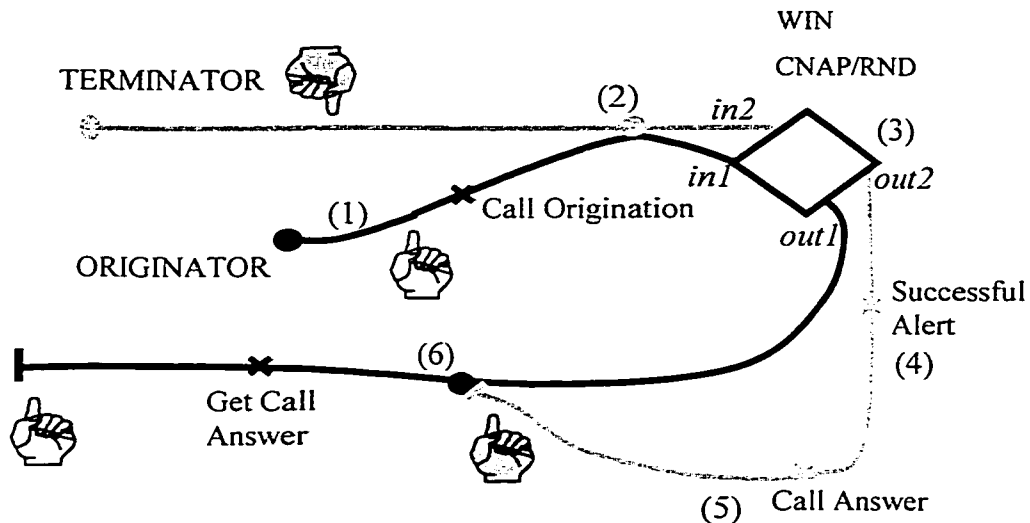 WIN
CNAP/RND
TERMINATOR
(2)
in2
(3)
in1
out2
(1)
Call Origination
out1
ORIGINATOR
Successful
Alert
(4)
(6)
Get Call
Answer
(5)
Call Answer